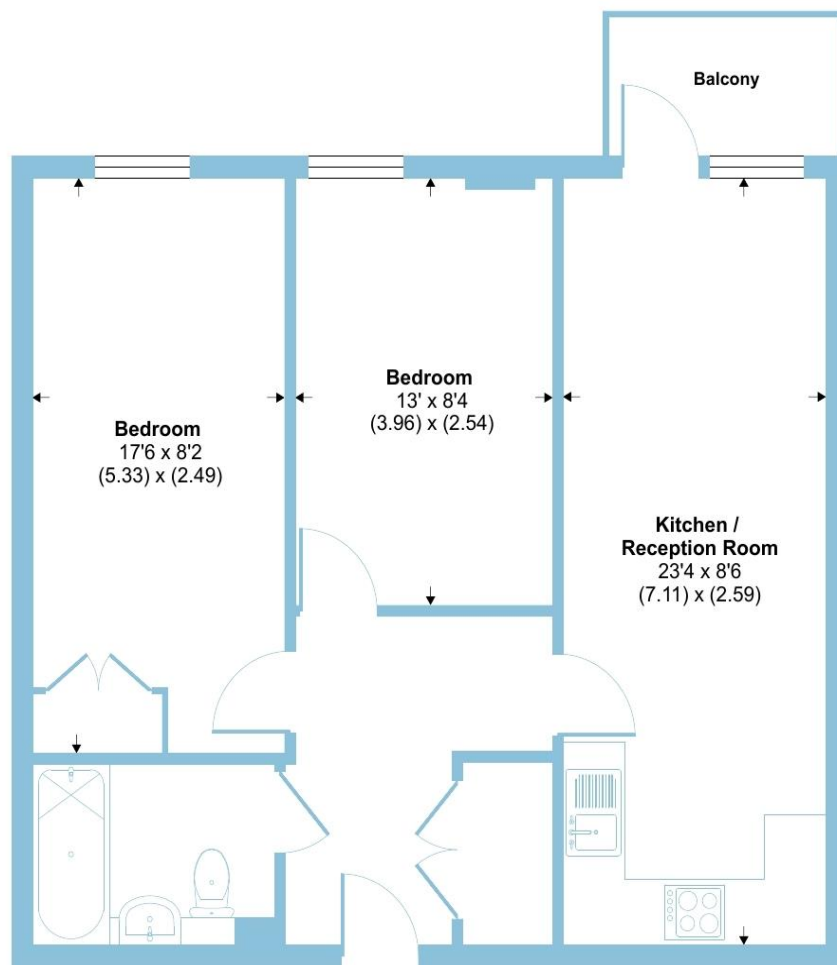 Balcony
Bedroom
17'6 x 8'2
(5.33) x (2.49)
Bedroom
13' x 8'4
(3.96) x (2.54)
Kitchen /
Reception Room
23'4 x 8'6
(7.11) x (2.59)